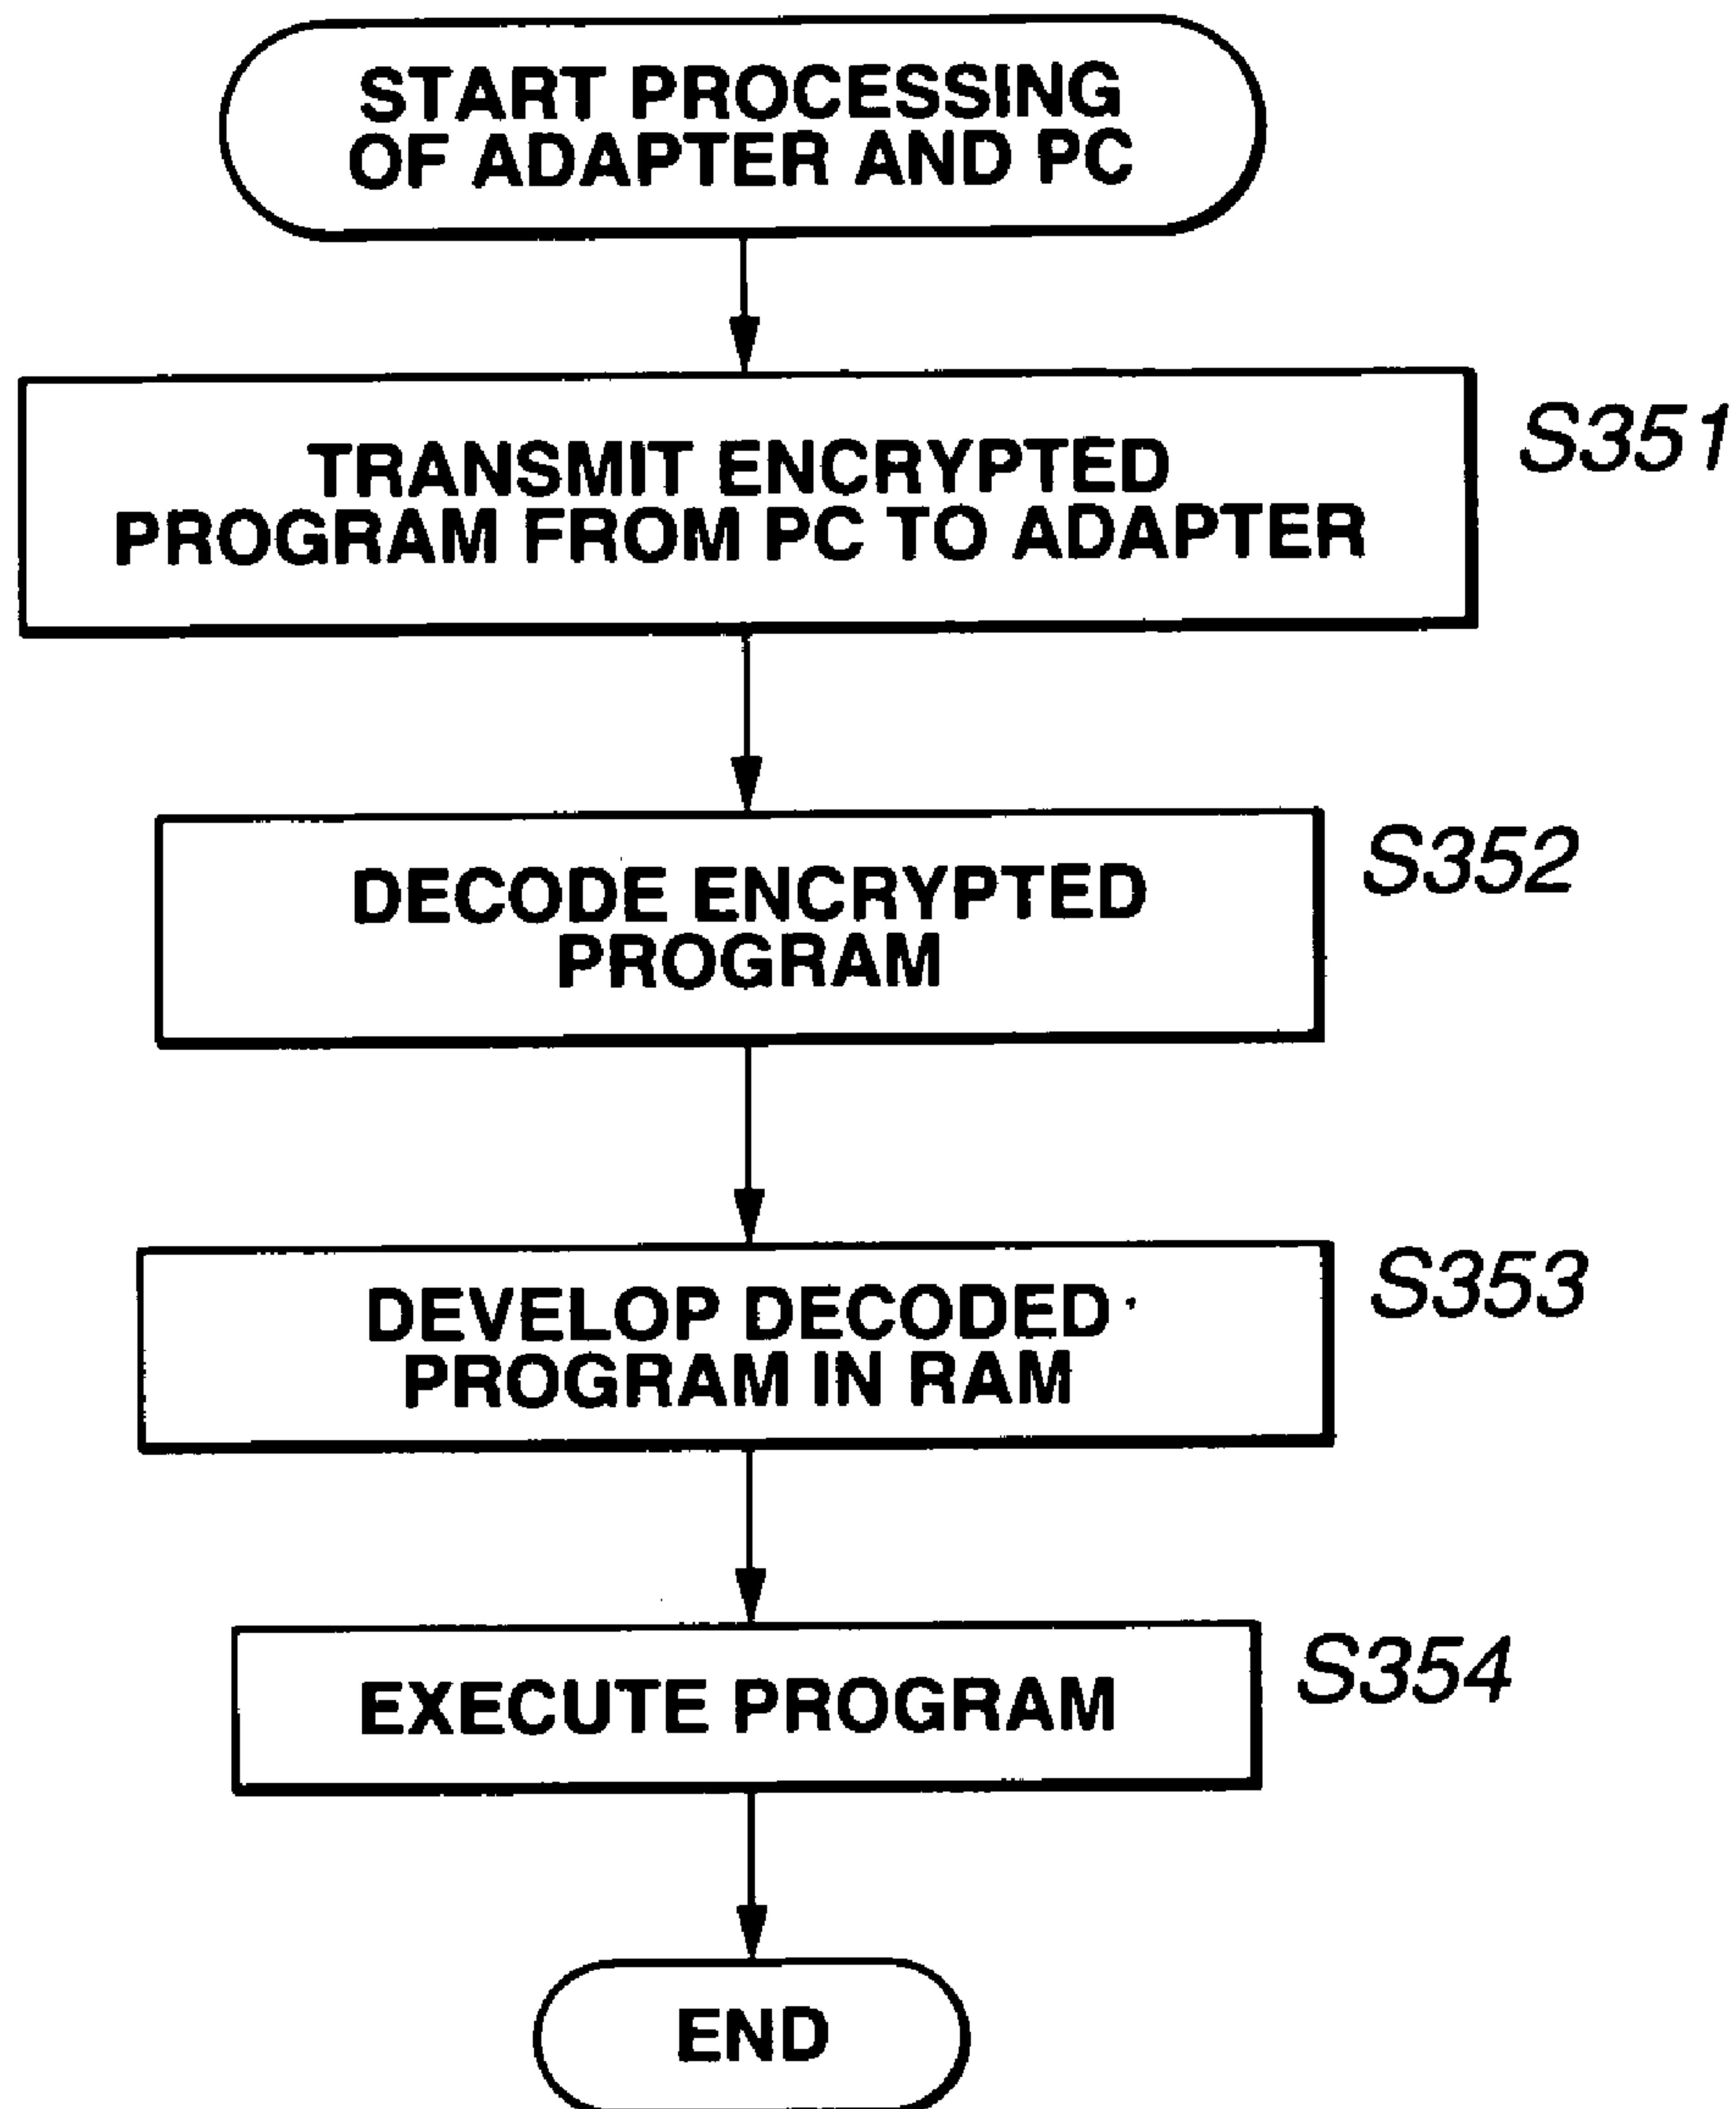 START PROCESSING
OF ADAPTER AND PC
TRANSMIT ENCRYPTED
PROGRAM FROM PC TO ADAPTER
S351
DECODE ENCRYPTED
PROGRAM
S352
DEVELOP DECODED
PROGRAM IN RAM
S353
EXECUTE PROGRAM
S354
END